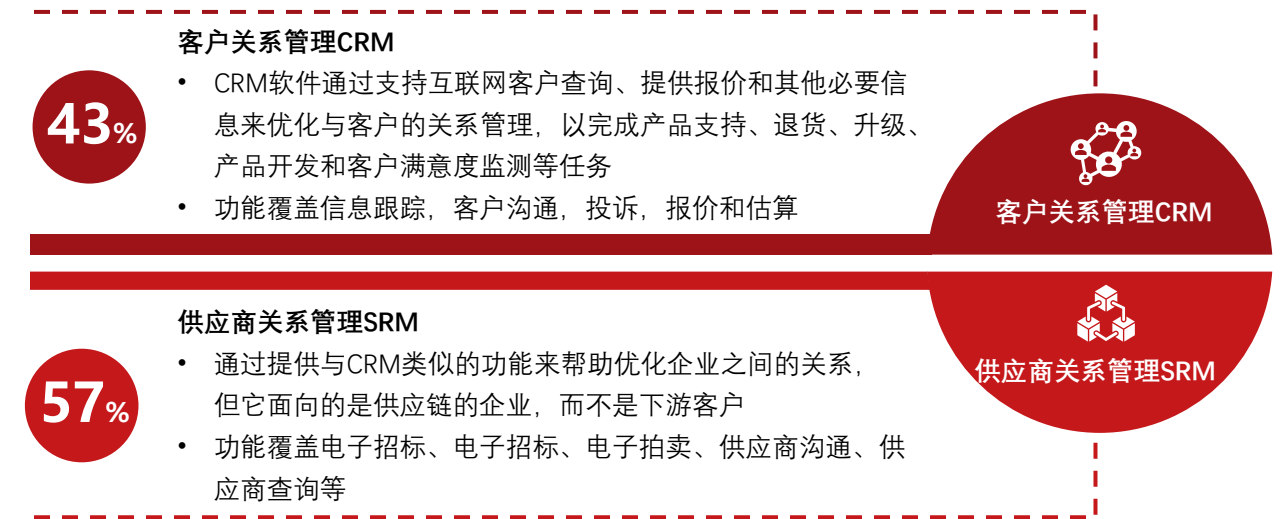 客户关系管理CRM
43%
• CRM软件通过支持互联网客户查询、提供报价和其他必要信
息来优化与客户的关系管理，以完成产品支持、退货、升级、
产品开发和客户满意度监测等任务
• 功能覆盖信息跟踪，客户沟通，投诉，报价和估算
客户关系管理CRM
供应商关系管理SRM
57%
• 通过提供与CRM类似的功能来帮助优化企业之间的关系，
但它面向的是供应链的企业，而不是下游客户
• 功能覆盖电子招标、电子招标、电子拍卖、供应商沟通、供
应商查询等
供应商关系管理SRM